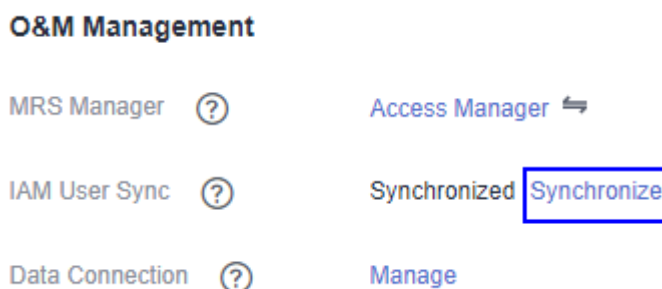 O&M Management
MRS Manager ? Access Manager ⇋
IAM User Sync ? Synchronized Synchronize
Data Connection ? Manage